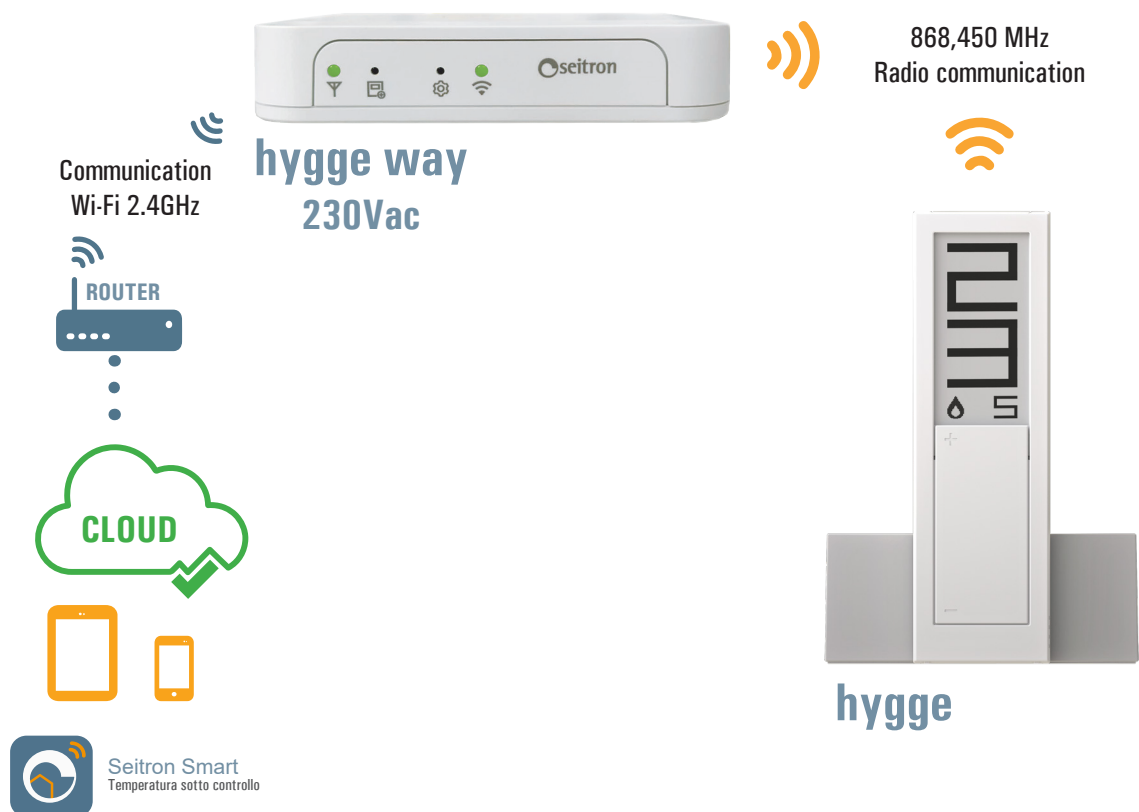 seitron
868,450 MHz
Radio communication
hygge way
230Vac
Communication
Wi-Fi 2.4GHz
ROUTER
CLOUD
23
5
+
-
hygge
Seitron Smart
Temperatura sotto controllo